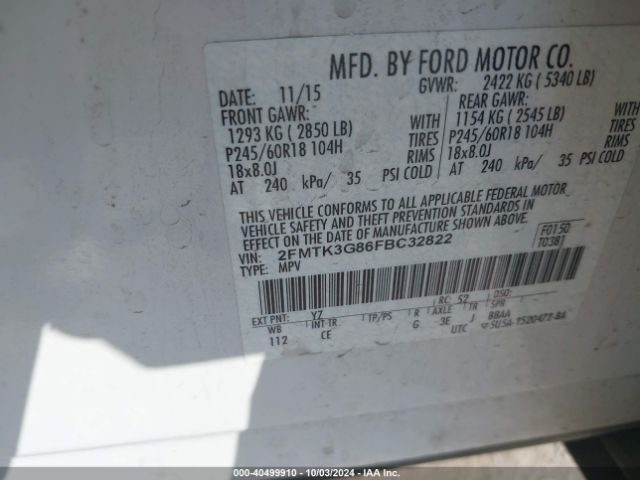 MFD. BY FORD MOTOR CO.
DATE: 11/15 GVWR: 2422 KG ( 5340 LB)
FRONT GAWR: REAR GAWR:
1293 KG ( 2850 LB) WITH 1154 KG ( 2545 LB) WITH
P245/60R18 104H TIRES P245/60R18 104H TIRES
18x8.0J RIMS 18x8.0J RIMS
AT 240 kPa/ 35 PSI COLD AT 240 kPa/ 35 PSI COLD
THIS VEHICLE CONFORMS TO ALL APPLICABLE FEDERAL MOTOR
VEHICLE SAFETY AND THEFT PREVENTION STANDARDS IN
EFFECT ON THE DATE OF MANUFACTURE SHOWN ABOVE.
VIN: 2FMTK3G86FBC32822 F0150
TYPE: MPV T0381
EXT PNT: YZ RC: 52 DSO:
WB INT TR TP/PS R AXLE TR SPR
112 CE G 3E J BBAA
UTC
000-40499910 - 10/03/2024 - IAA Inc.